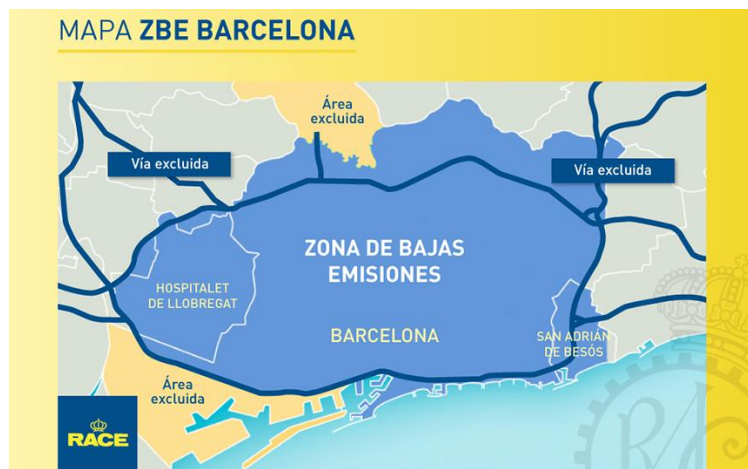 MAPA ZBE BARCELONA
Área
excluida
Vía excluida
Vía excluida
ZONA DE BAJAS
EMISIONES
HOSPITALET
DE LLOBREGAT
BARCELONA
SAN ADRIÁN
DE BESÓS
Área
excluida
RACE